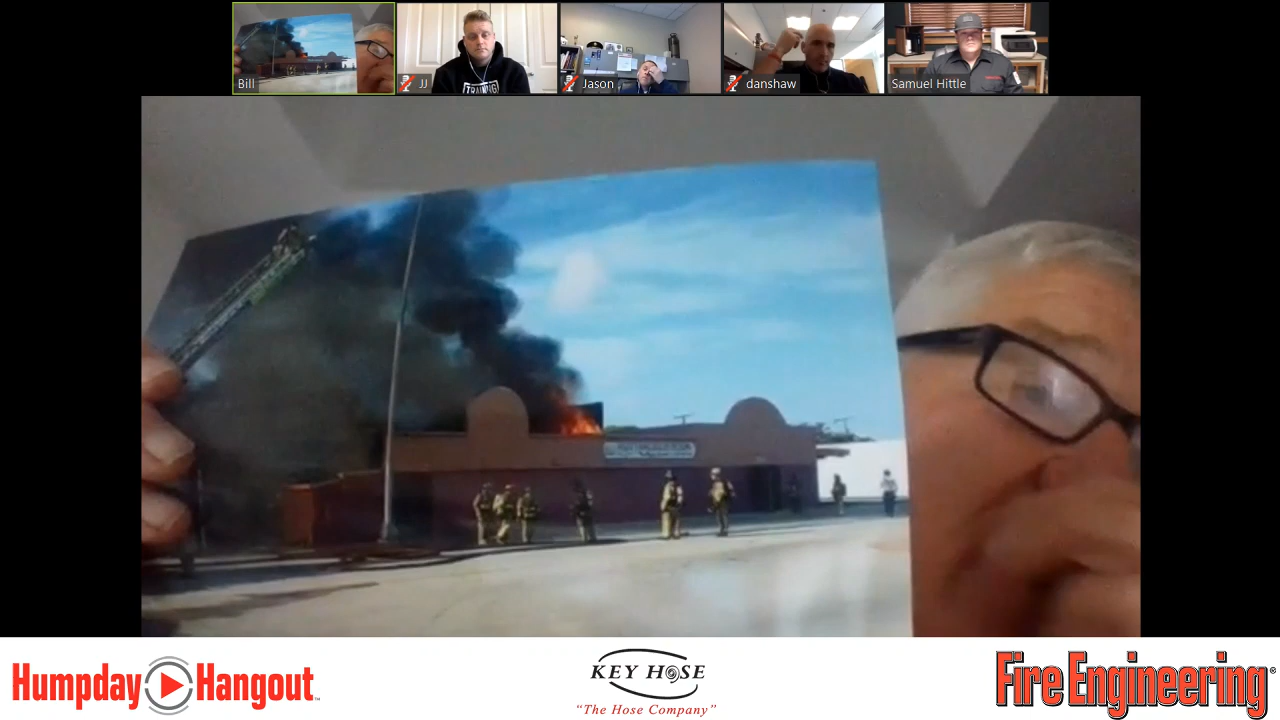 Bill
JJ
Jason
danshaw
Samuel Hittle
TRAINING
Humpday Hangout
KEY HOSE
"The Hose Company"
Fire Engineering